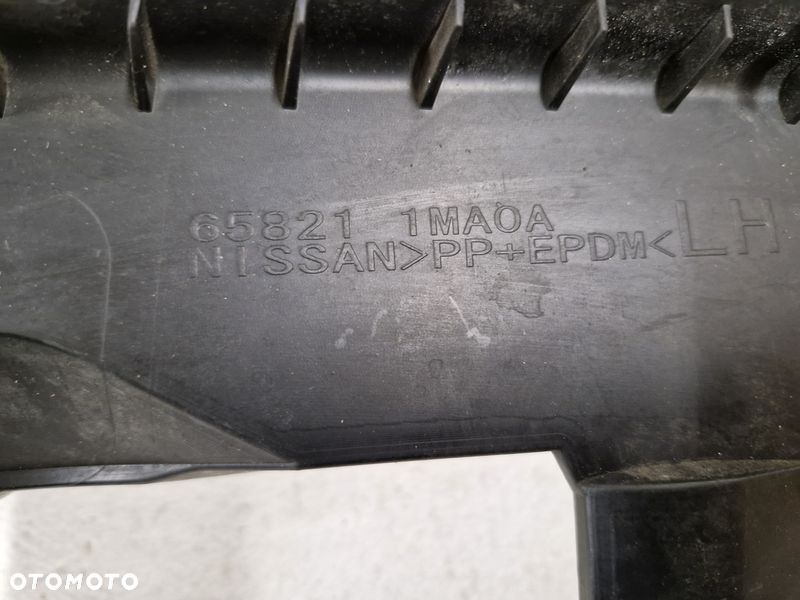 65821 1MA0A
NISSAN>PP+EPDM< LH
OTOMOTO